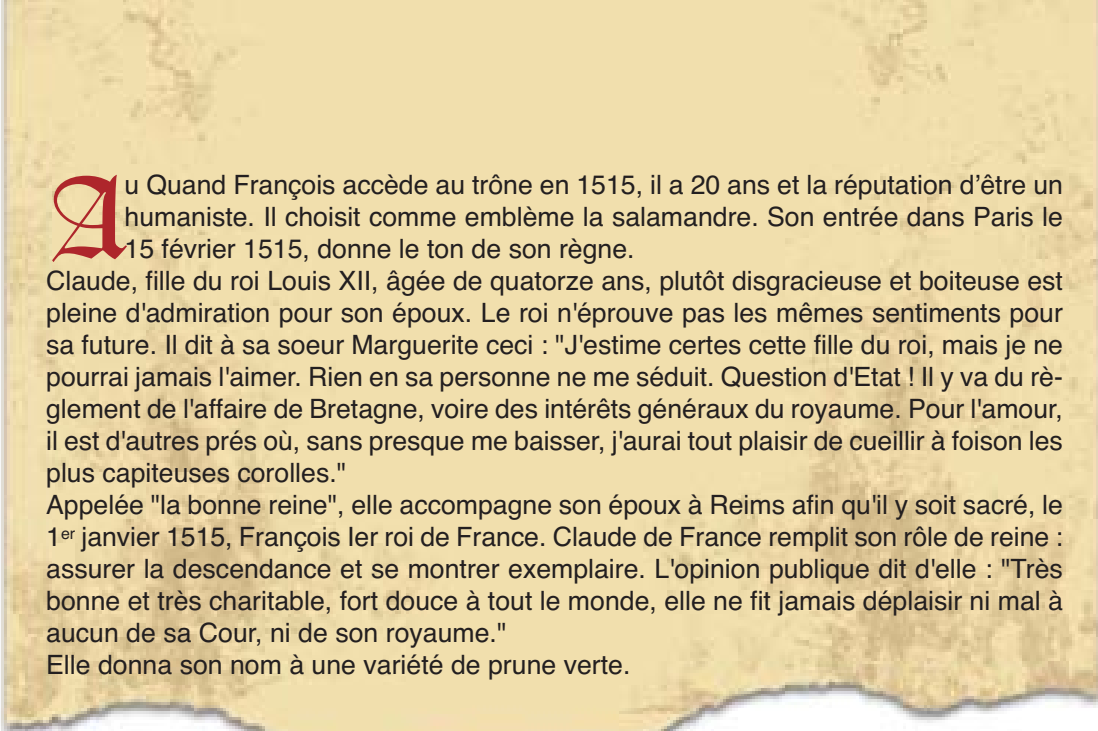 Au Quand François accède au trône en 1515, il a 20 ans et la réputation d’être un
humaniste. Il choisit comme emblème la salamandre. Son entrée dans Paris le
15 février 1515, donne le ton de son règne.
Claude, fille du roi Louis XII, âgée de quatorze ans, plutôt disgracieuse et boiteuse est
pleine d'admiration pour son époux. Le roi n'éprouve pas les mêmes sentiments pour
sa future. Il dit à sa soeur Marguerite ceci : "J'estime certes cette fille du roi, mais je ne
pourrai jamais l'aimer. Rien en sa personne ne me séduit. Question d'Etat ! Il y va du rè-
glement de l'affaire de Bretagne, voire des intérêts généraux du royaume. Pour l'amour,
il est d'autres prés où, sans presque me baisser, j'aurai tout plaisir de cueillir à foison les
plus capiteuses corolles."
Appelée "la bonne reine", elle accompagne son époux à Reims afin qu'il y soit sacré, le
1er janvier 1515, François Ier roi de France. Claude de France remplit son rôle de reine :
assurer la descendance et se montrer exemplaire. L'opinion publique dit d'elle : "Très
bonne et très charitable, fort douce à tout le monde, elle ne fit jamais déplaisir ni mal à
aucun de sa Cour, ni de son royaume."
Elle donna son nom à une variété de prune verte.